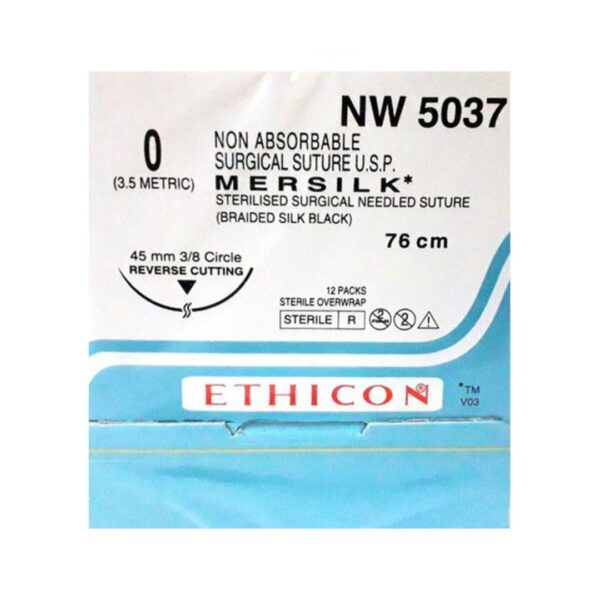 NW 5037
0
(3.5 METRIC)
NON ABSORBABLE
SURGICAL SUTURE U.S.P.
MERSILK*
STERILISED SURGICAL NEEDLED SUTURE
(BRAIDED SILK BLACK)
76 cm
45 mm 3/8 Circle
REVERSE CUTTING
12 PACKS
STERILE OVERWRAP
STERILE R
ETHICON®
*TM
V03